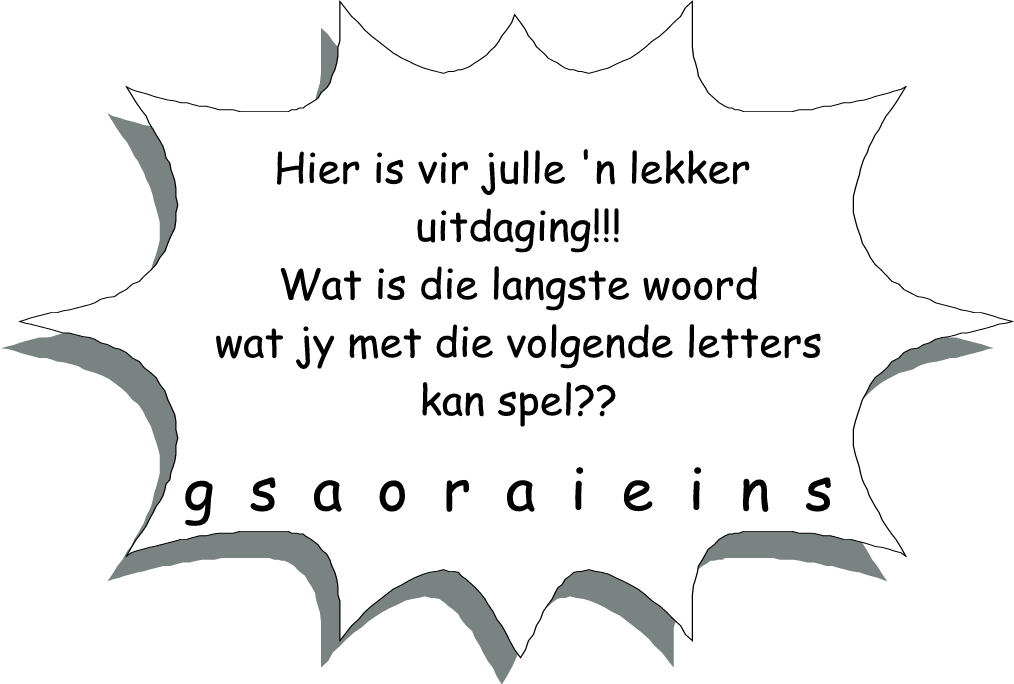 Hier is vir julle 'n lekker
uitdaging!!!
Wat is die langste woord
wat jy met die volgende letters
kan spel??
g s a o r a i e i n s